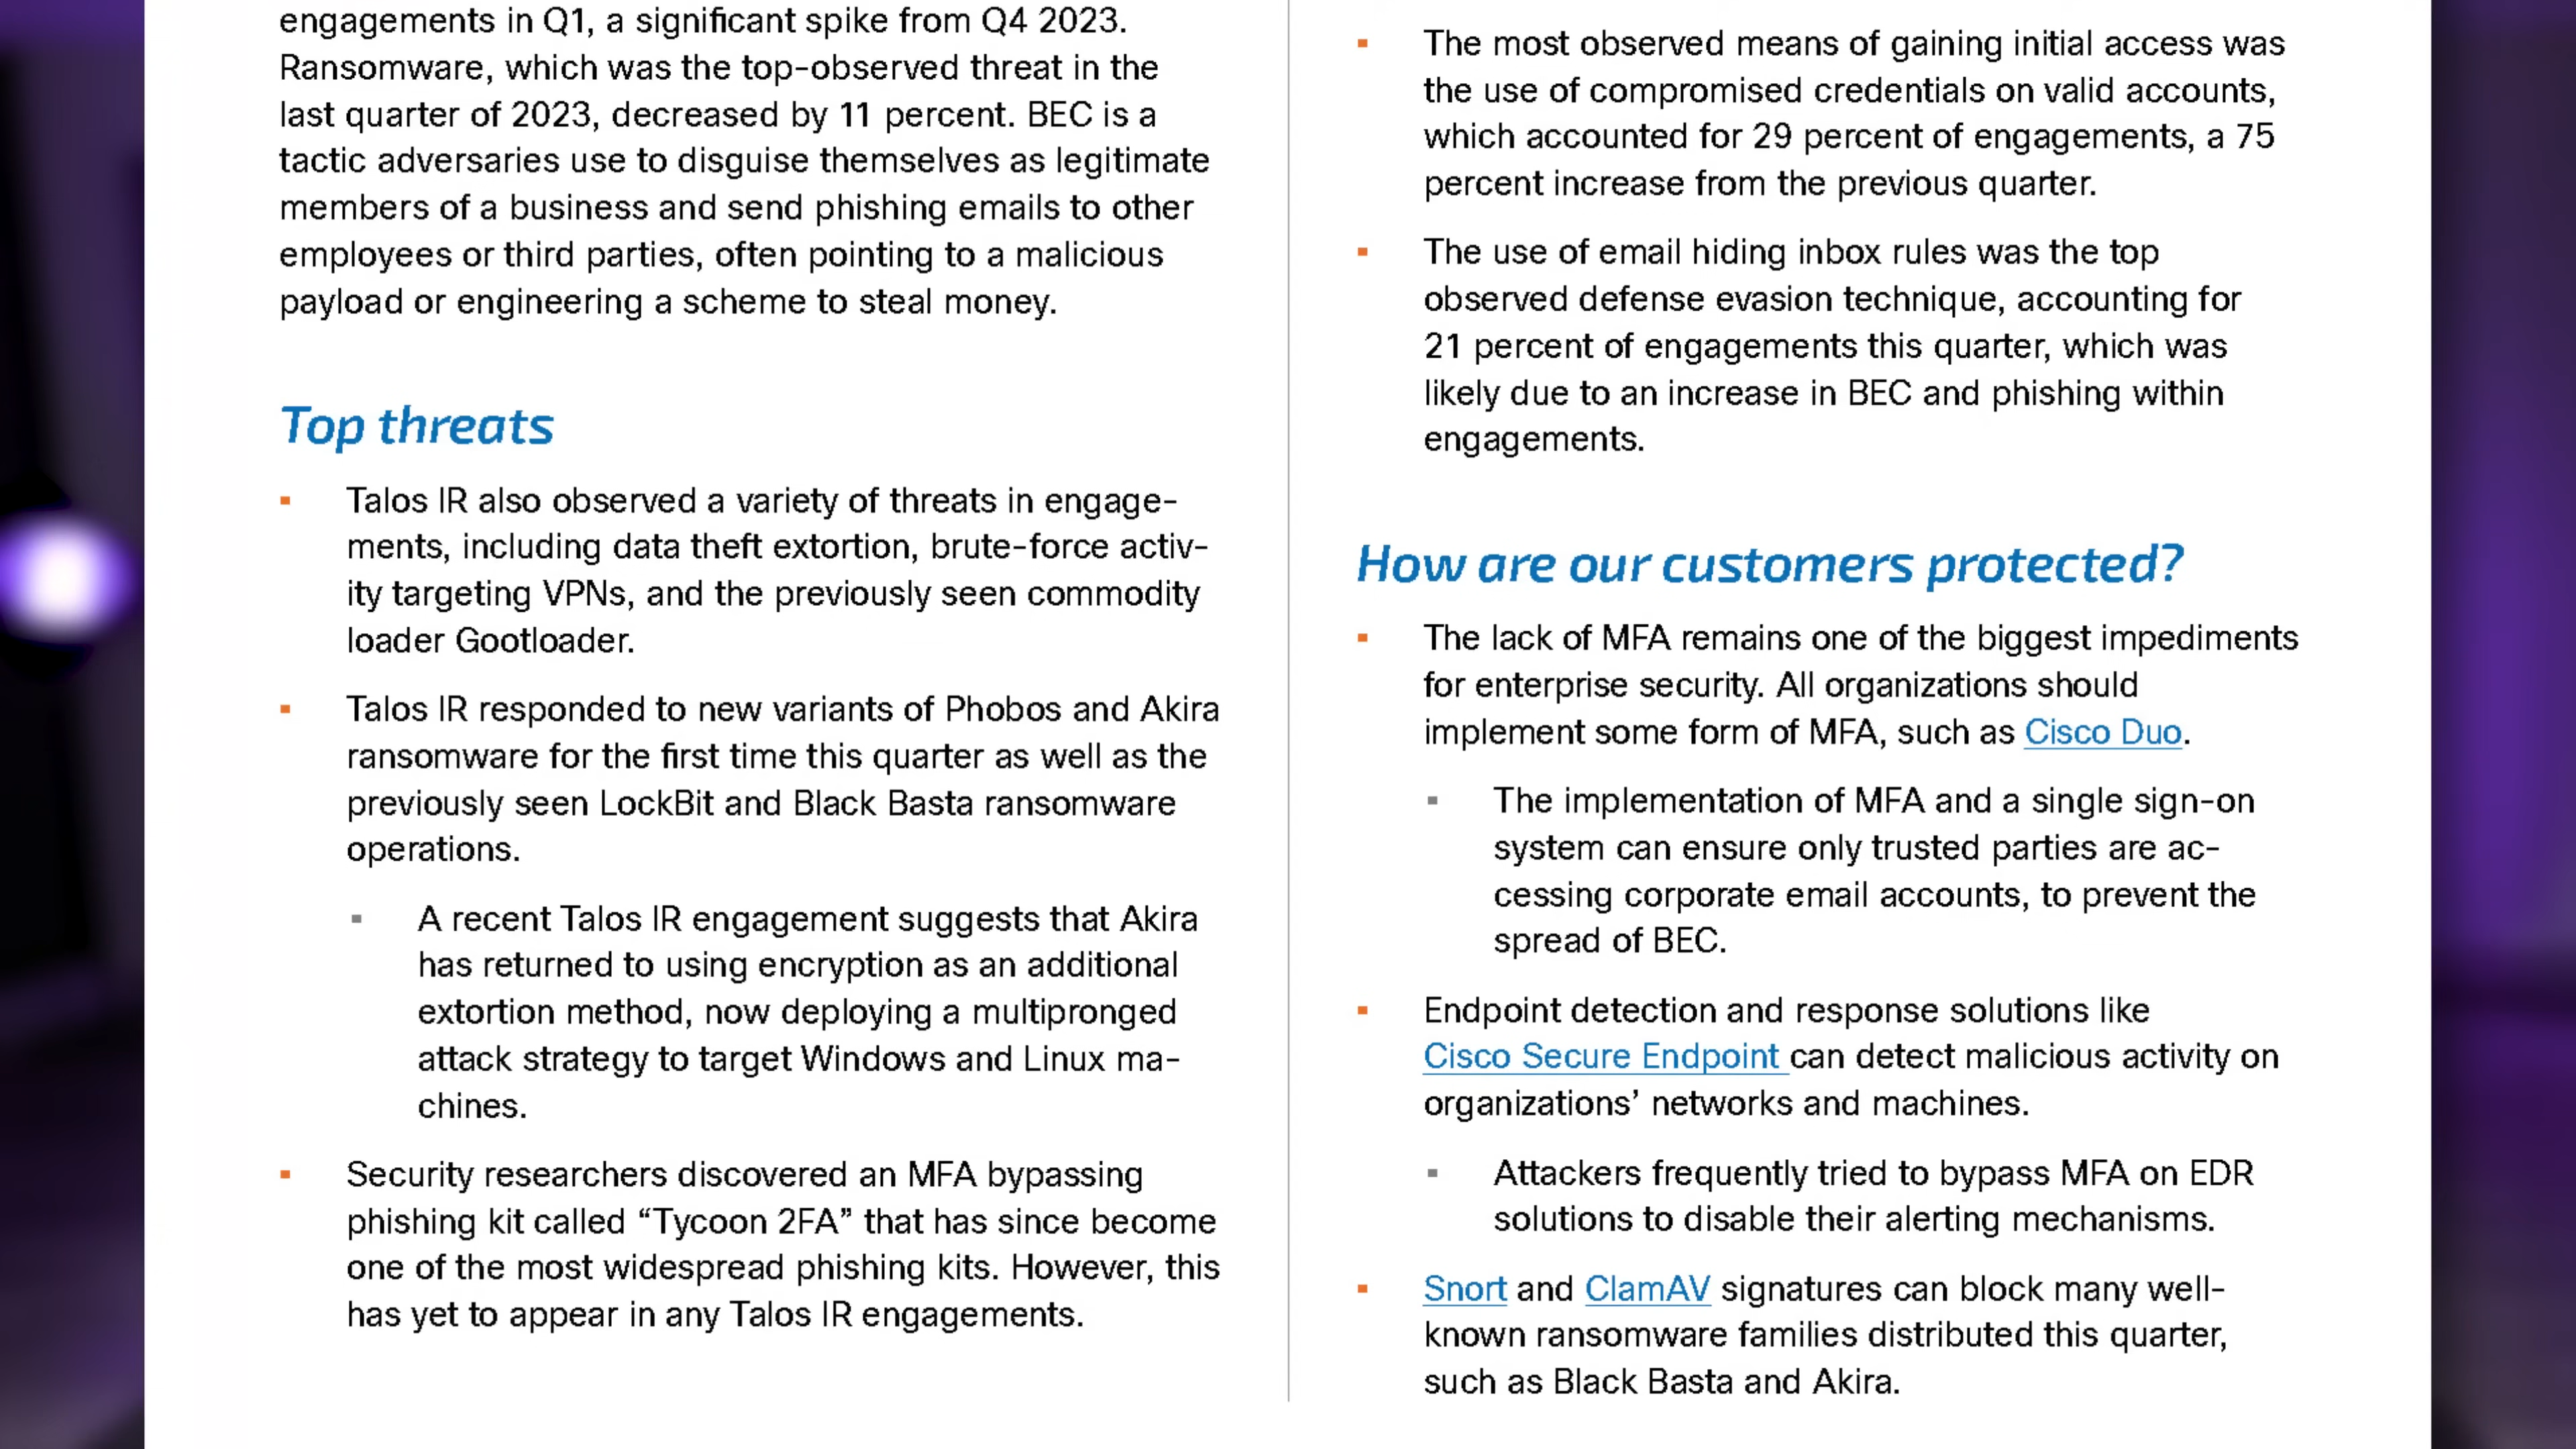 engagements in Q1, a significant spike from Q4 2023.
Ransomware, which was the top-observed threat in the
last quarter of 2023, decreased by 11 percent. BEC is a
tactic adversaries use to disguise themselves as legitimate
members of a business and send phishing emails to other
employees or third parties, often pointing to a malicious
payload or engineering a scheme to steal money.
Top threats
▪ Talos IR also observed a variety of threats in engage-
ments, including data theft extortion, brute-force activ-
ity targeting VPNs, and the previously seen commodity
loader Gootloader.
▪ Talos IR responded to new variants of Phobos and Akira
ransomware for the first time this quarter as well as the
previously seen LockBit and Black Basta ransomware
operations.
▪ A recent Talos IR engagement suggests that Akira
has returned to using encryption as an additional
extortion method, now deploying a multipronged
attack strategy to target Windows and Linux ma-
chines.
▪ Security researchers discovered an MFA bypassing
phishing kit called “Tycoon 2FA” that has since become
one of the most widespread phishing kits. However, this
has yet to appear in any Talos IR engagements.
▪ The most observed means of gaining initial access was
the use of compromised credentials on valid accounts,
which accounted for 29 percent of engagements, a 75
percent increase from the previous quarter.
▪ The use of email hiding inbox rules was the top
observed defense evasion technique, accounting for
21 percent of engagements this quarter, which was
likely due to an increase in BEC and phishing within
engagements.
How are our customers protected?
▪ The lack of MFA remains one of the biggest impediments
for enterprise security. All organizations should
implement some form of MFA, such as Cisco Duo.
▪ The implementation of MFA and a single sign-on
system can ensure only trusted parties are ac-
cessing corporate email accounts, to prevent the
spread of BEC.
▪ Endpoint detection and response solutions like
Cisco Secure Endpoint can detect malicious activity on
organizations’ networks and machines.
▪ Attackers frequently tried to bypass MFA on EDR
solutions to disable their alerting mechanisms.
▪ Snort and ClamAV signatures can block many well-
known ransomware families distributed this quarter,
such as Black Basta and Akira.